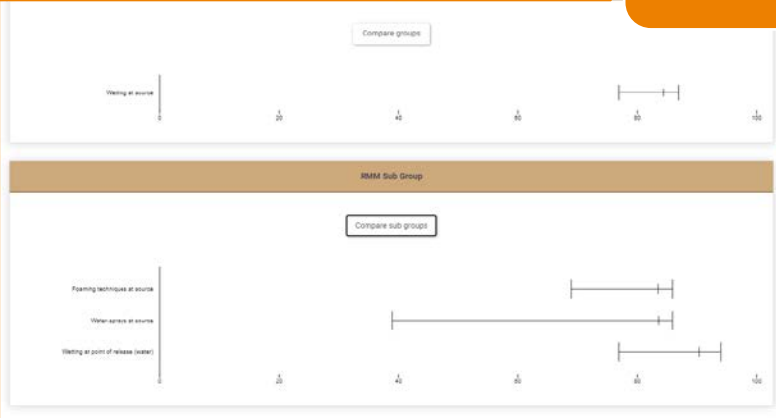 Compare groups
Wetting at source
0 20 40 60 80 100
RMM Sub Group
Compare sub groups
Foaming techniques at source
Water-sprays at source
Wetting at point of release (water)
0 20 40 60 80 100